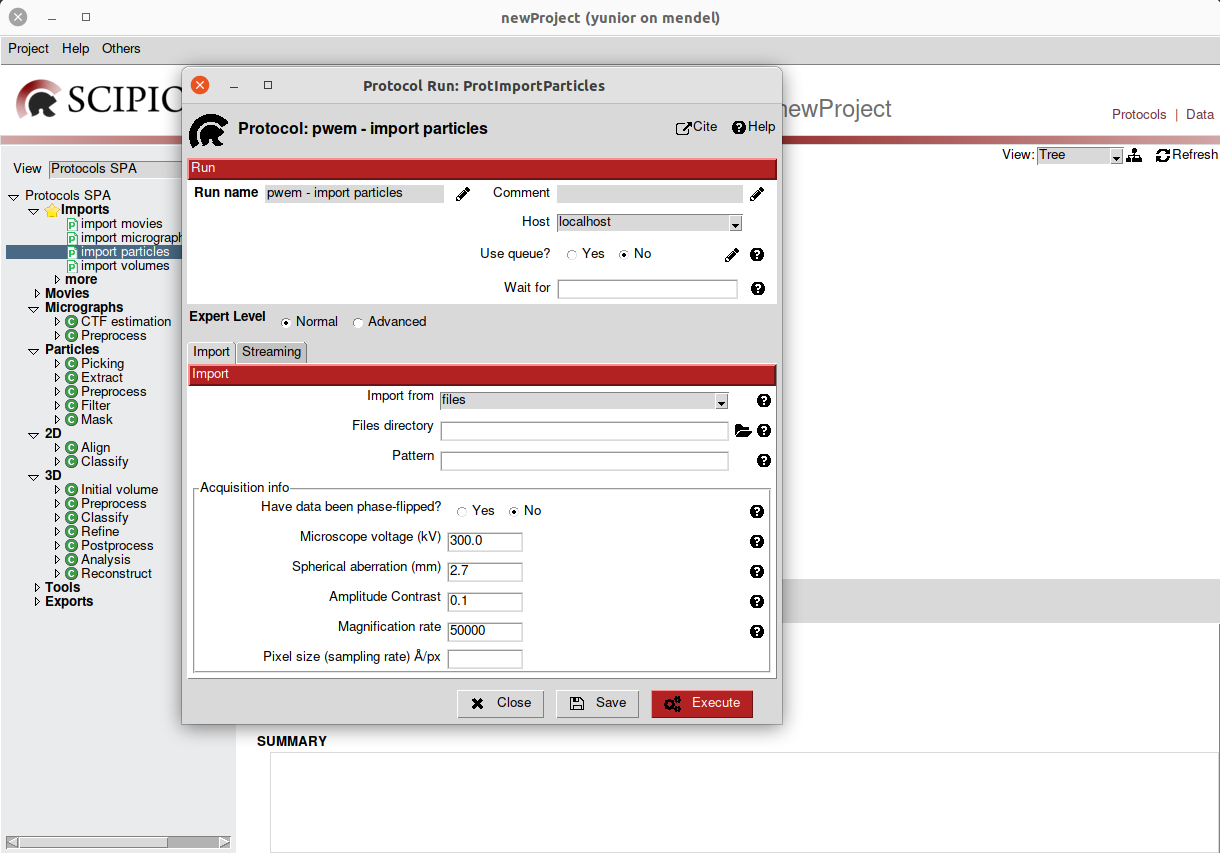 newProject (yunior on mendel)
Project Help Others
SCIPIO
newProject
Protocols | Data
View Protocols SPA
View: Tree Refresh
Protocols SPA
Imports
import movies
import micrograph
import particles
import volumes
more
Movies
Micrographs
CTF estimation
Preprocess
Particles
Picking
Extract
Preprocess
Filter
Mask
2D
Align
Classify
3D
Initial volume
Preprocess
Classify
Refine
Postprocess
Analysis
Reconstruct
Tools
Exports
Protocol Run: ProtImportParticles
Protocol: pwem - import particles Cite Help
Run
Run name pwem - import particles Comment
Host localhost
Use queue? Yes No
Wait for
Expert Level Normal Advanced
Import Streaming
Import
Import from files
Files directory
Pattern
Acquisition info
Have data been phase-flipped? Yes No
Microscope voltage (kV) 300.0
Spherical aberration (mm) 2.7
Amplitude Contrast 0.1
Magnification rate 50000
Pixel size (sampling rate) Å/px
Close Save Execute
SUMMARY